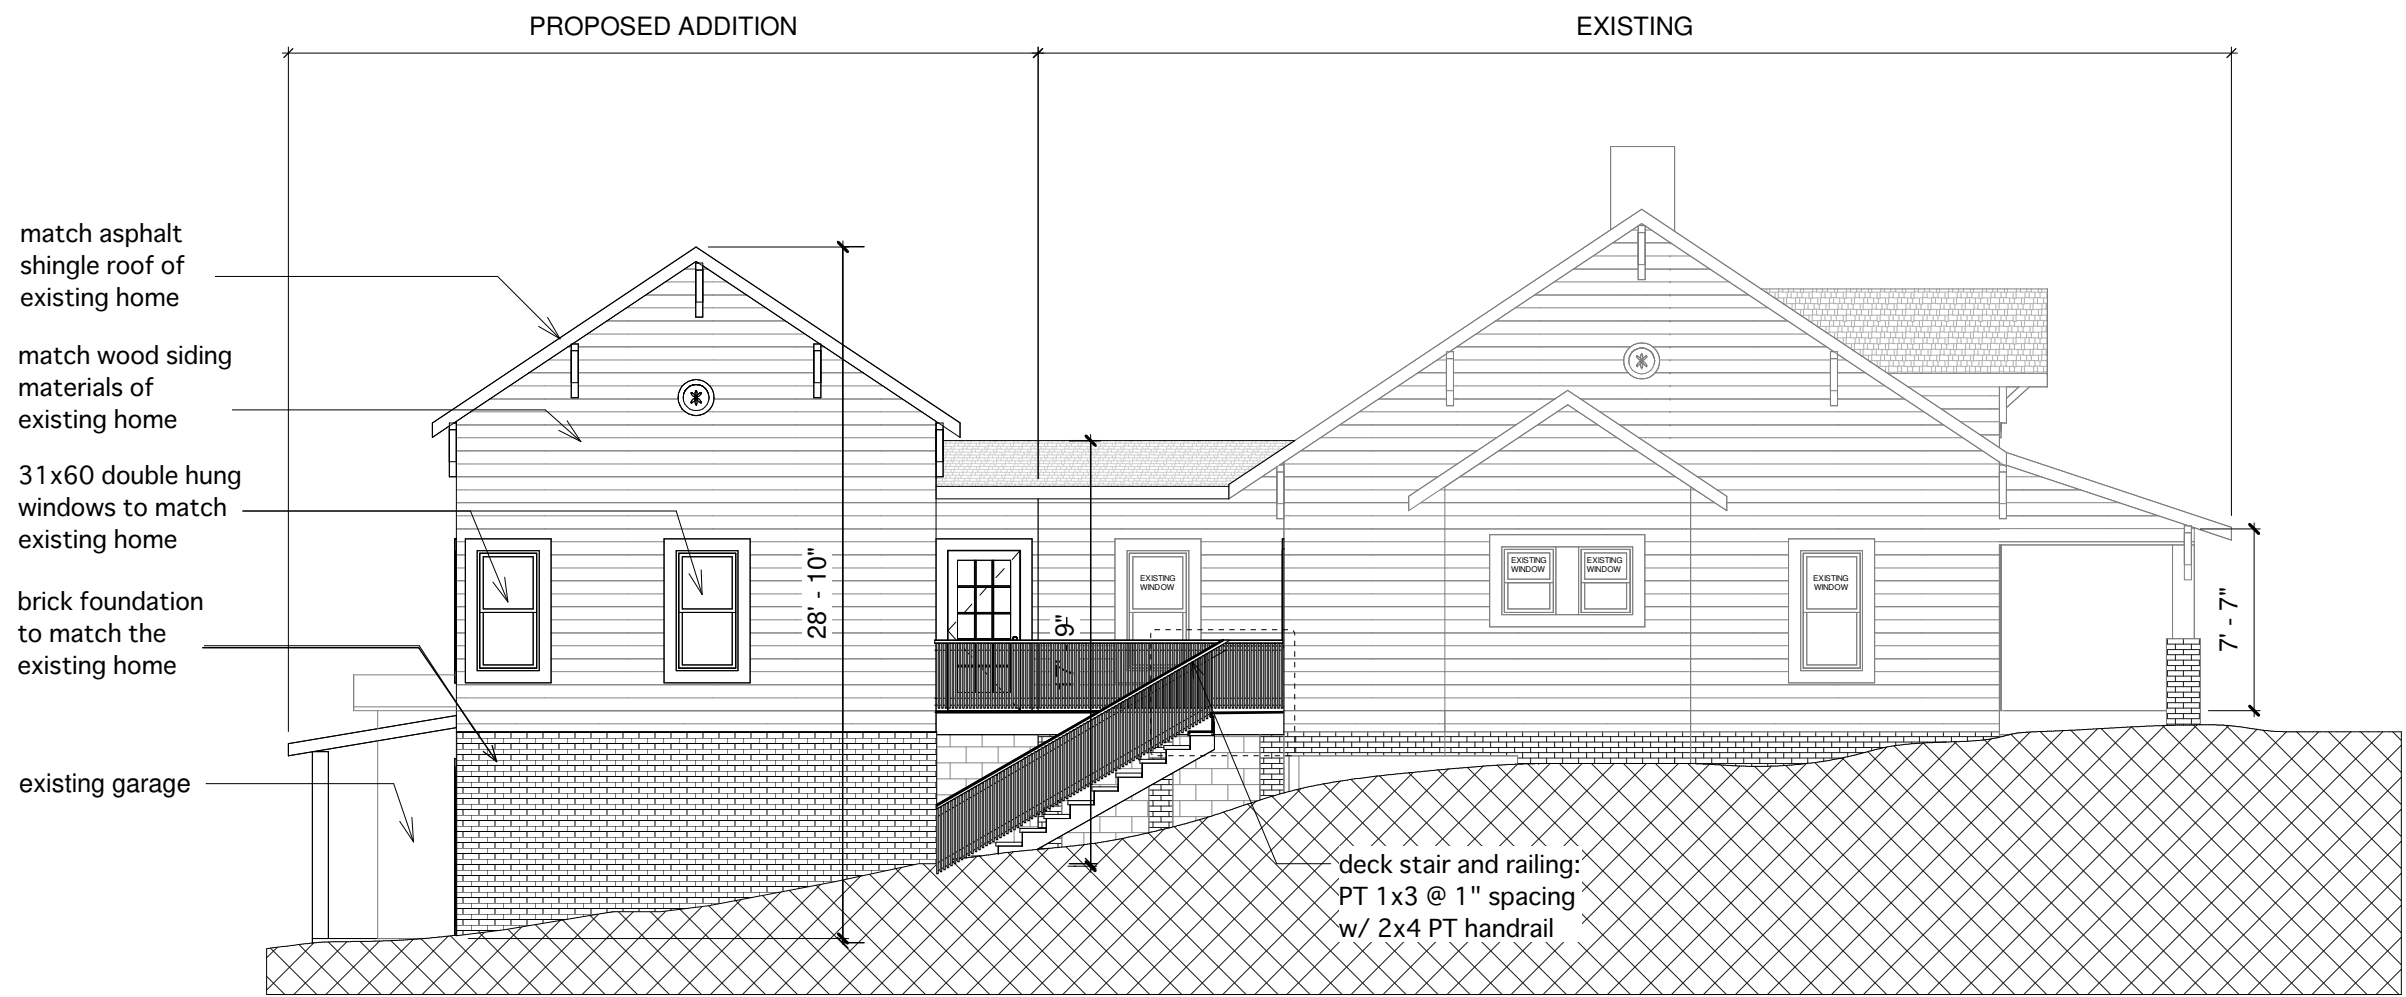 PROPOSED ADDITION
EXISTING
match asphalt
shingle roof of
existing home
match wood siding
materials of
existing home
31x60 double hung
windows to match
existing home
brick foundation
to match the
existing home
existing garage
28' - 10"
9"
EXISTING
WINDOW
EXISTING
WINDOW
EXISTING
WINDOW
EXISTING
WINDOW
7' - 7"
deck stair and railing:
PT 1x3 @ 1" spacing
w/ 2x4 PT handrail